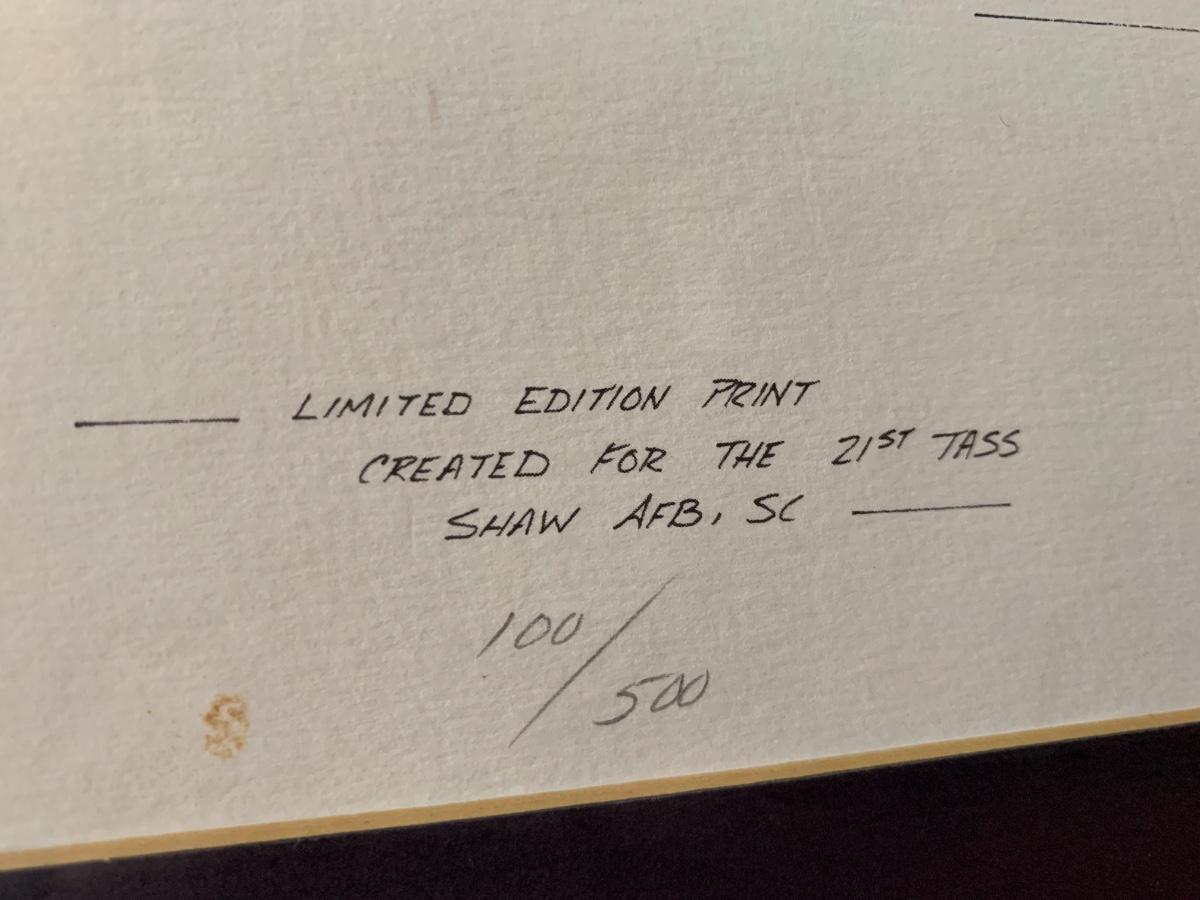 LIMITED EDITION PRINT
CREATED FOR THE 21ST TASS
SHAW AFB, SC
100/500